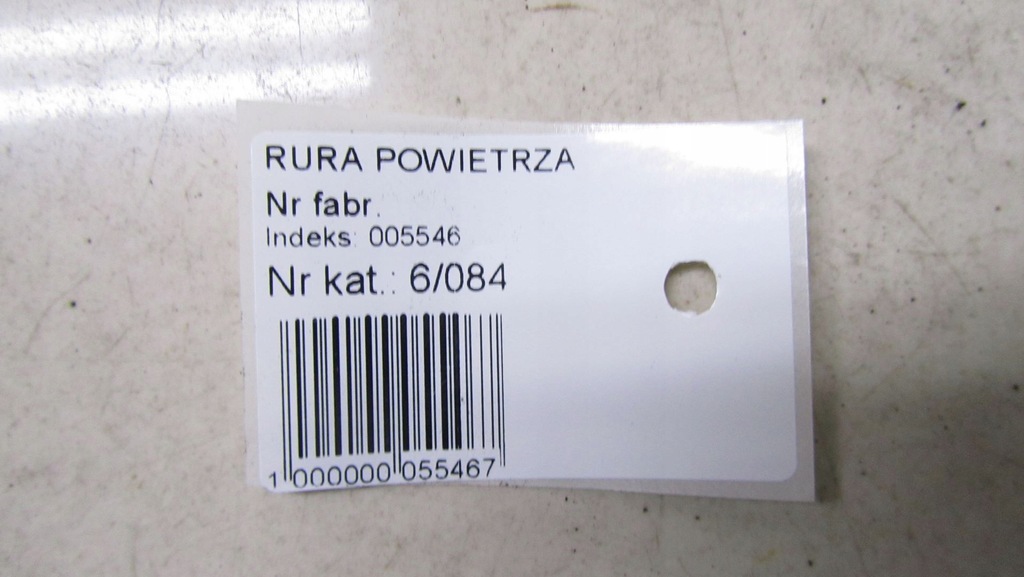 RURA POWIETRZA
Nr fabr.
Indeks: 005546
Nr kat.: 6/084
1 000000 055467